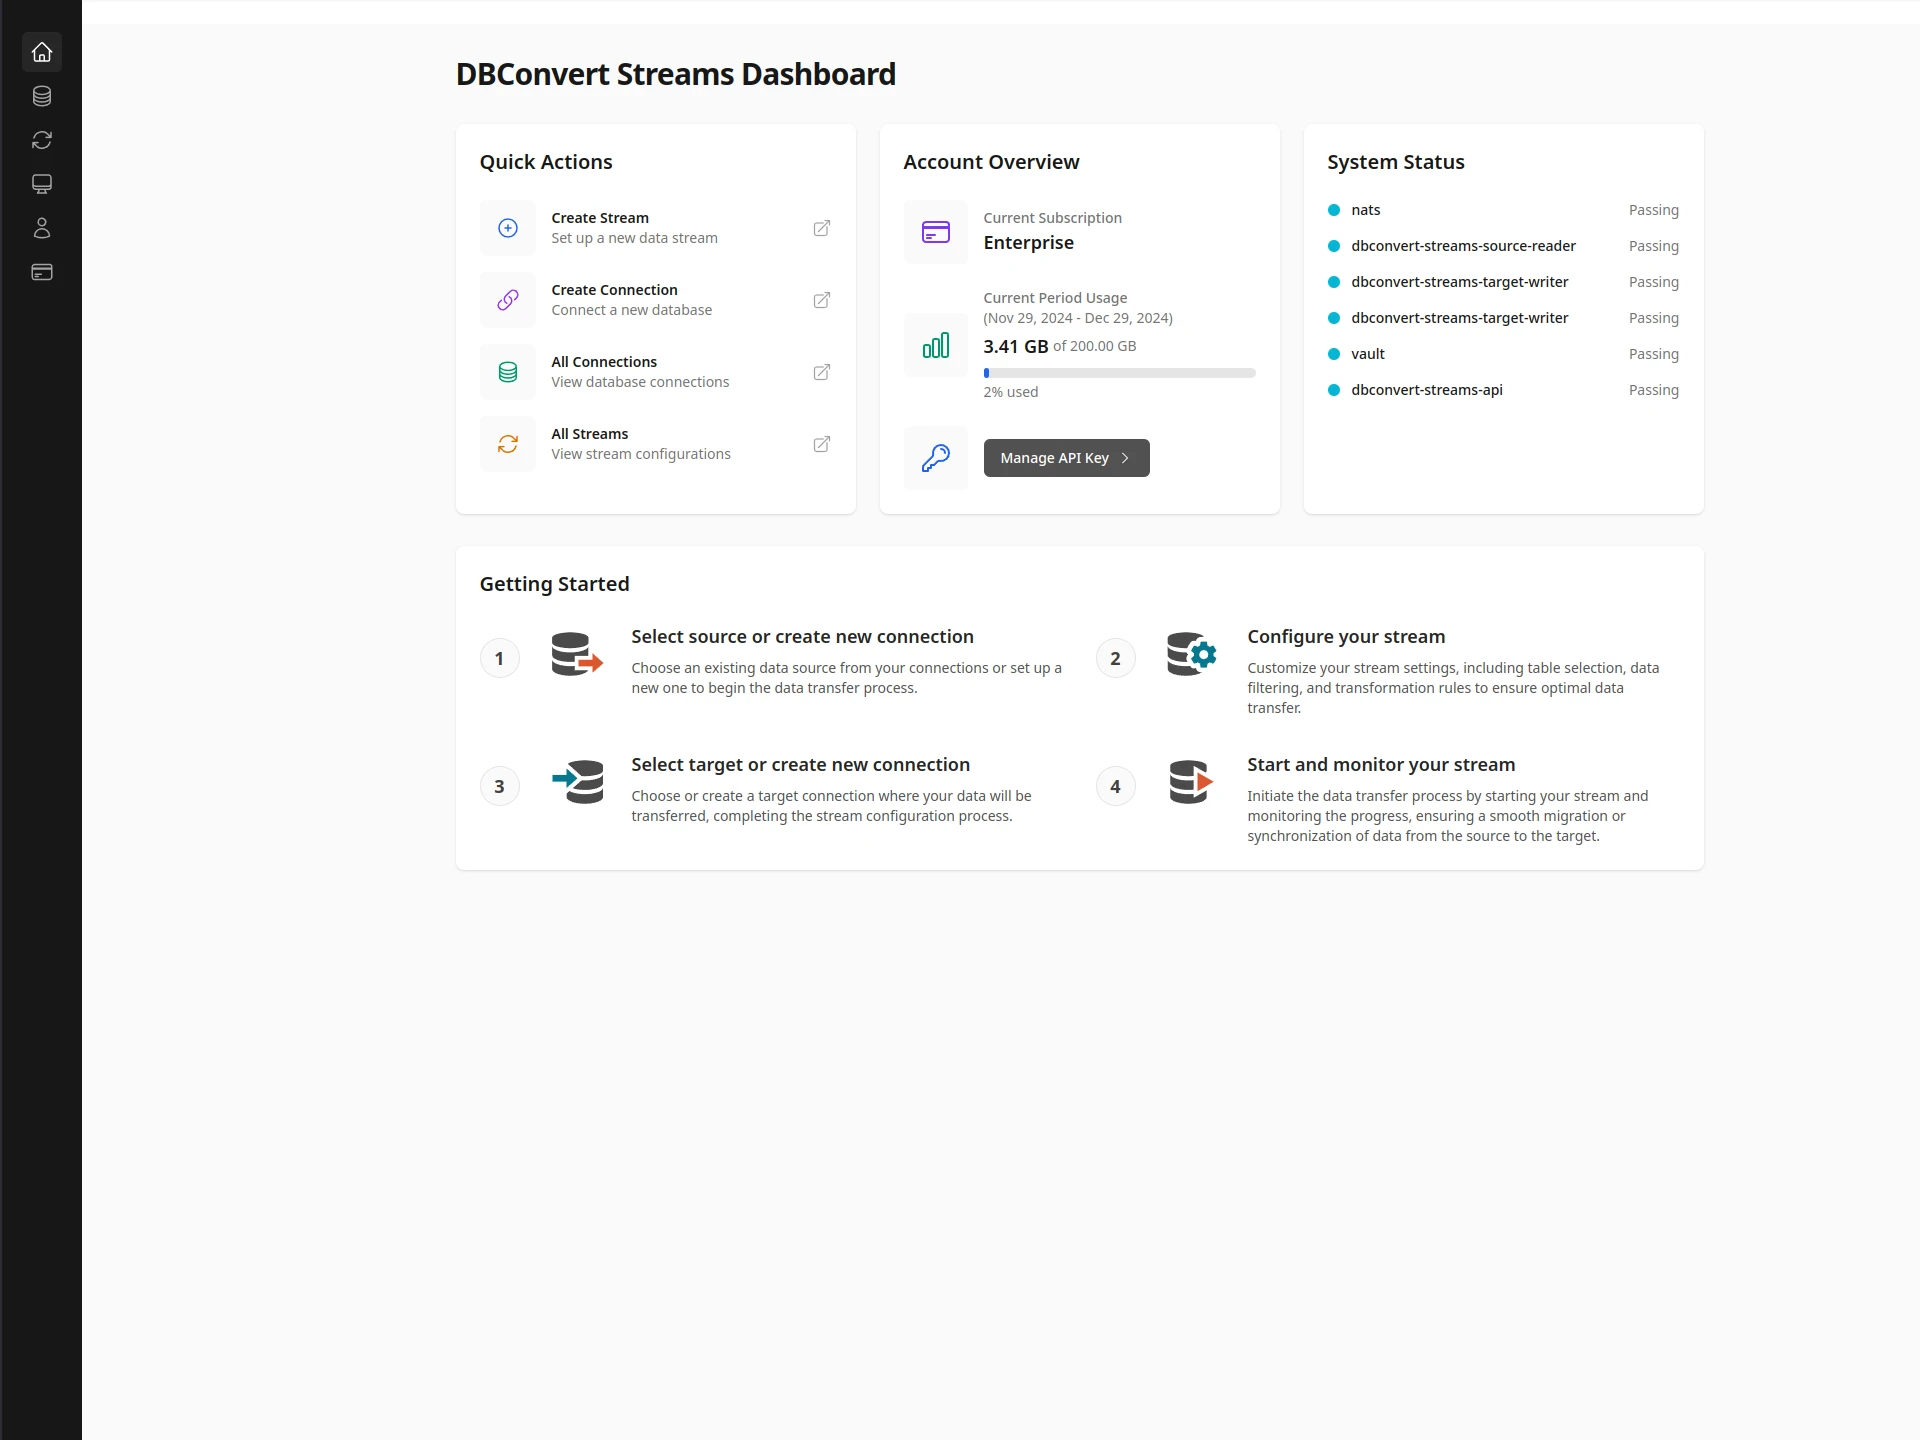 DBConvert Streams Dashboard
Quick Actions
Create Stream
Set up a new data stream
Create Connection
Connect a new database
All Connections
View database connections
All Streams
View stream configurations
Account Overview
Current Subscription
Enterprise
Current Period Usage
(Nov 29, 2024 - Dec 29, 2024)
3.41 GB of 200.00 GB
2% used
Manage API Key
System Status
nats Passing
dbconvert-streams-source-reader Passing
dbconvert-streams-target-writer Passing
dbconvert-streams-target-writer Passing
vault Passing
dbconvert-streams-api Passing
Getting Started
1
Select source or create new connection
Choose an existing data source from your connections or set up a
new one to begin the data transfer process.
2
Configure your stream
Customize your stream settings, including table selection, data
filtering, and transformation rules to ensure optimal data
transfer.
3
Select target or create new connection
Choose or create a target connection where your data will be
transferred, completing the stream configuration process.
4
Start and monitor your stream
Initiate the data transfer process by starting your stream and
monitoring the progress, ensuring a smooth migration or
synchronization of data from the source to the target.